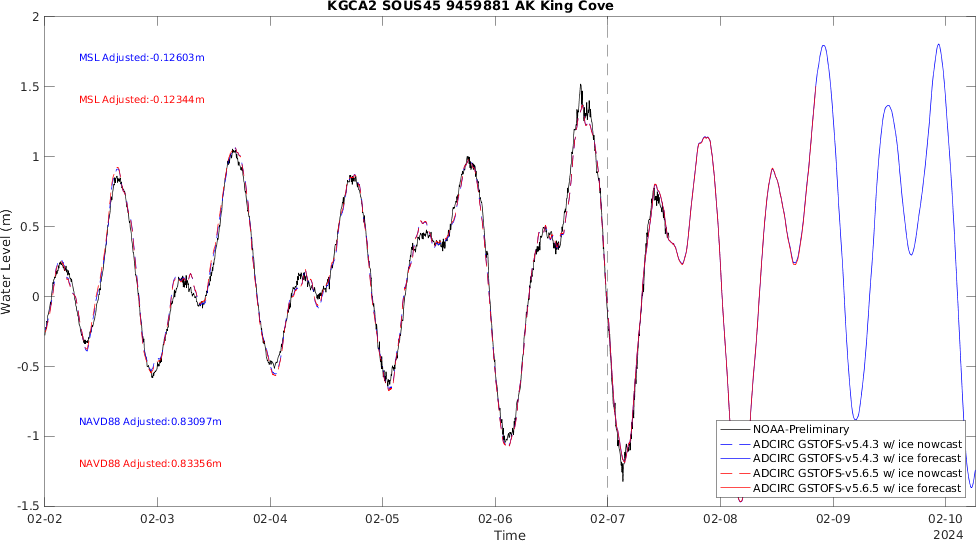 KGCA2 SOUS45 9459881 AK King Cove
2
1.5
1
0.5
0
-0.5
-1
-1.5
Water Level (m)
MSL Adjusted:-0.12603m
MSL Adjusted:-0.12344m
NAVD88 Adjusted:0.83097m
NAVD88 Adjusted:0.83356m
NOAA-Preliminary
ADCIRC GSTOFS-v5.4.3 w/ ice nowcast
ADCIRC GSTOFS-v5.4.3 w/ ice forecast
ADCIRC GSTOFS-v5.6.5 w/ ice nowcast
ADCIRC GSTOFS-v5.6.5 w/ ice forecast
02-02 02-03 02-04 02-05 02-06 02-07 02-08 02-09 02-10
Time
2024